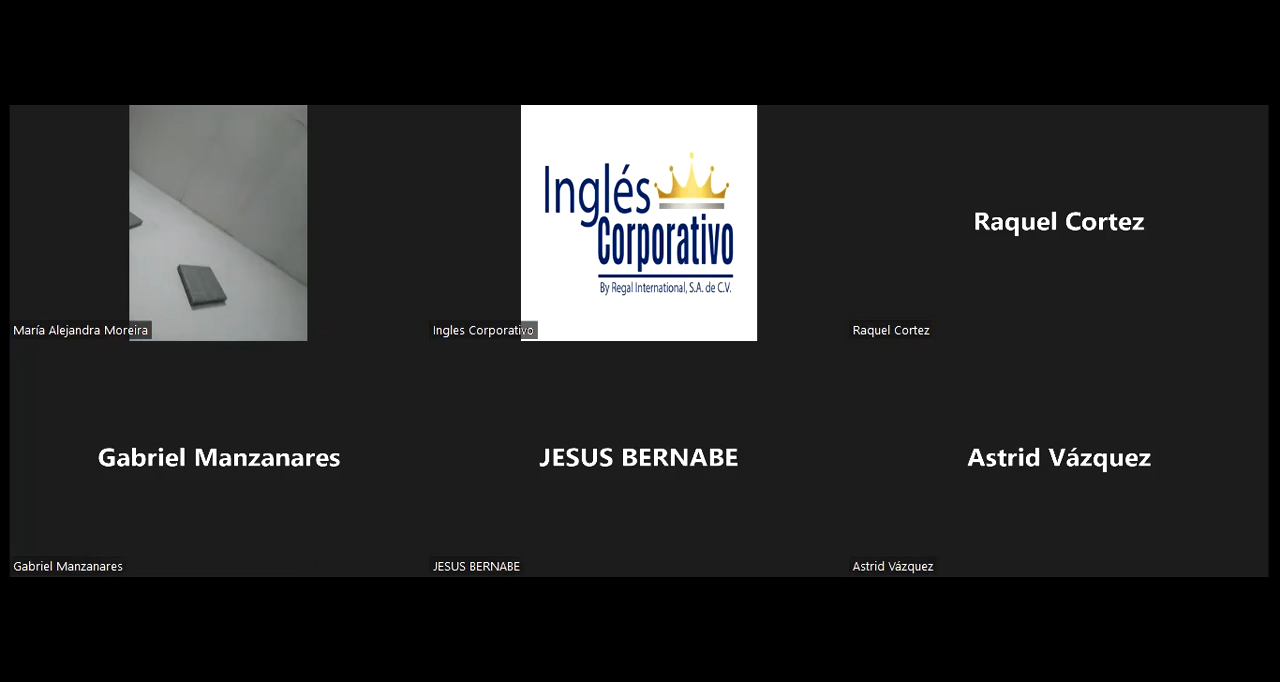 Inglés
Corporativo
By Regal International, S.A. de C.V.
Raquel Cortez
María Alejandra Moreira
Ingles Corporativo
Raquel Cortez
Gabriel Manzanares
JESUS BERNABE
Astrid Vázquez
Gabriel Manzanares
JESUS BERNABE
Astrid Vázquez